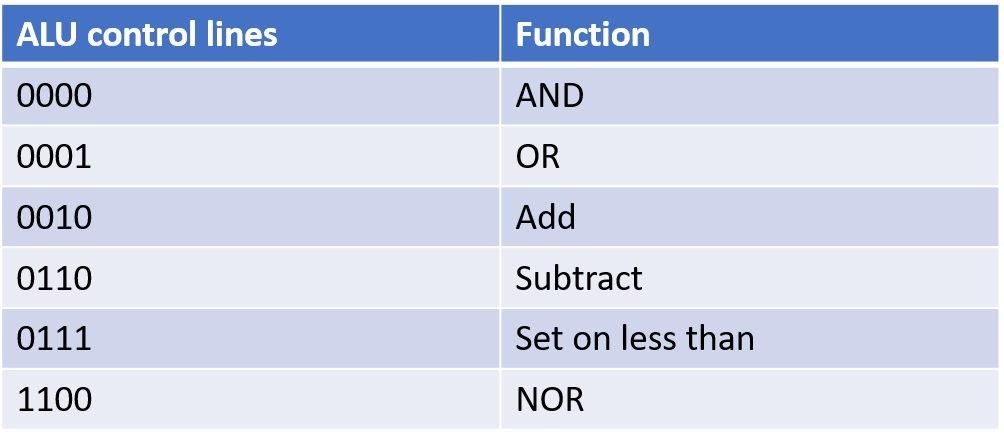 ALU control lines Function
0000 AND
0001 OR
0010 Add
0110 Subtract
0111 Set on less than
1100 NOR